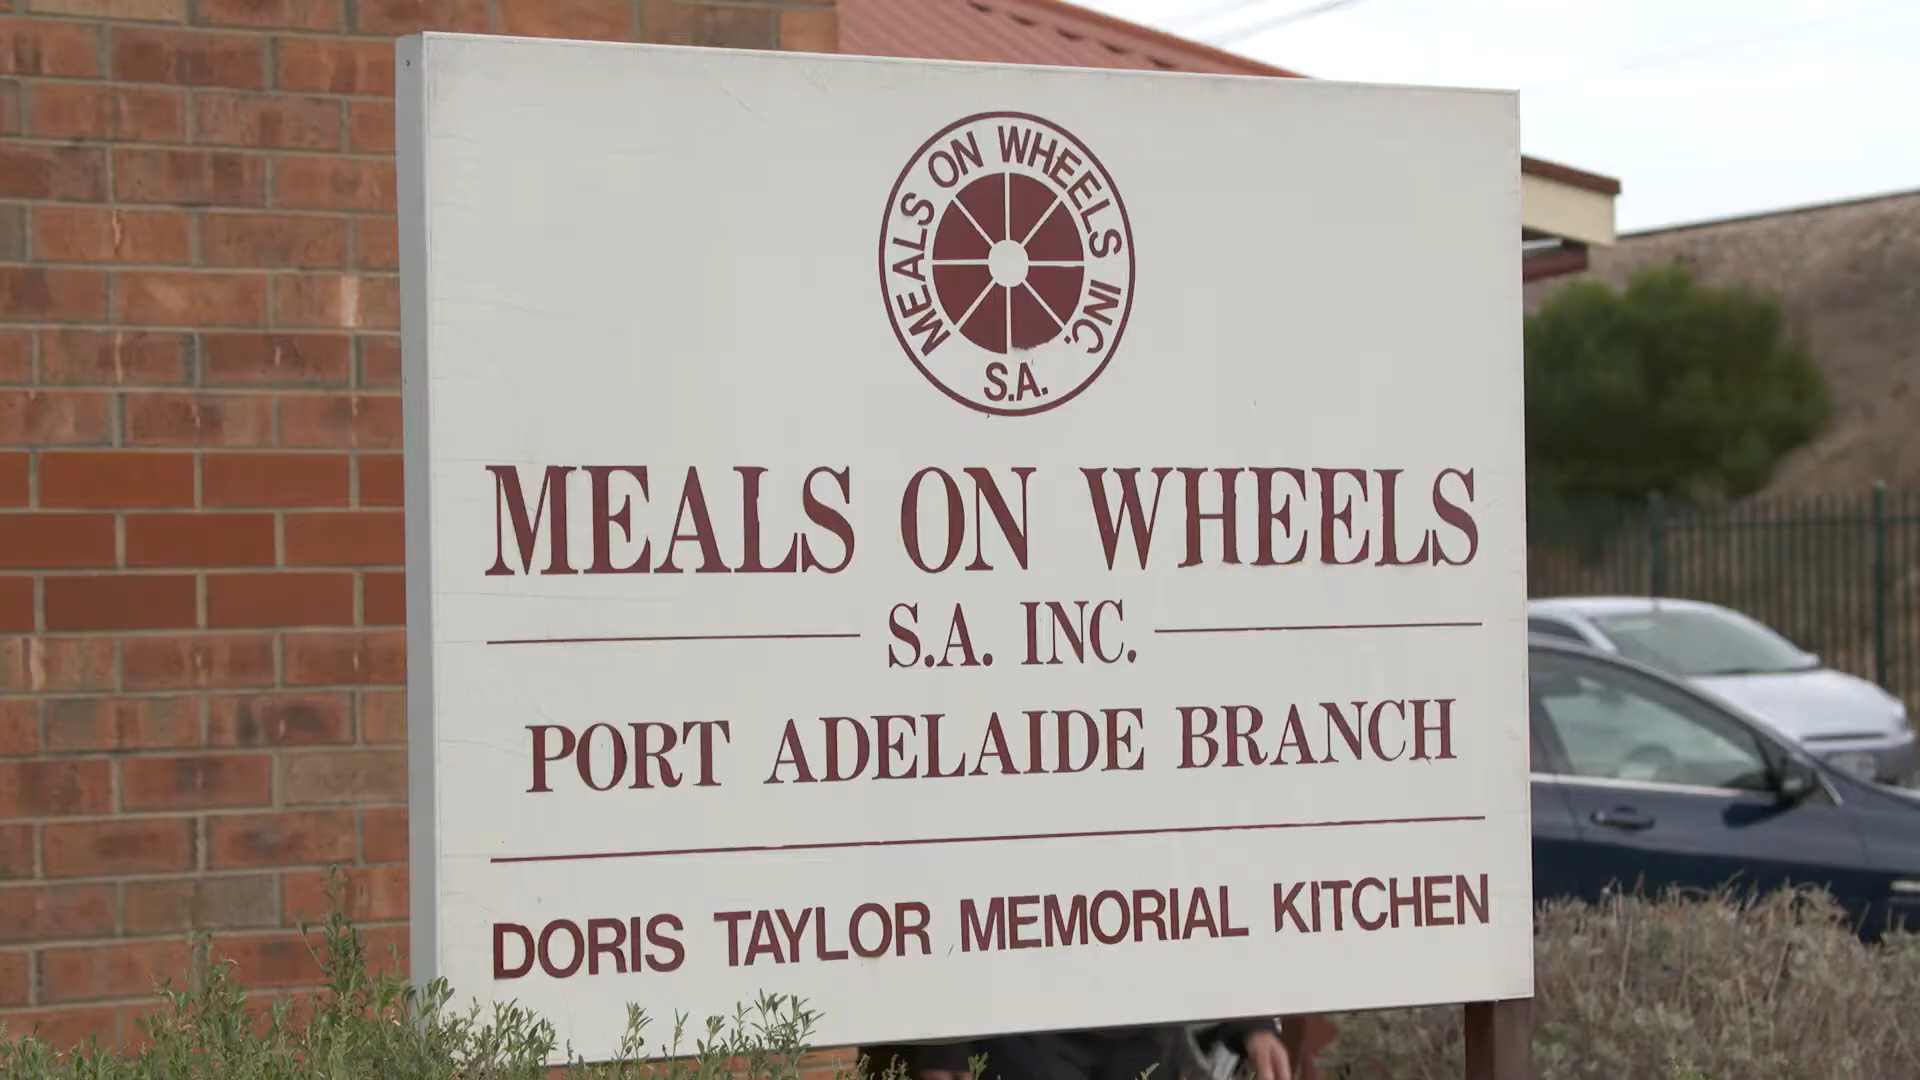 MEALS ON WHEELS INC.
S.A.
MEALS ON WHEELS
S.A. INC.
PORT ADELAIDE BRANCH
DORIS TAYLOR MEMORIAL KITCHEN